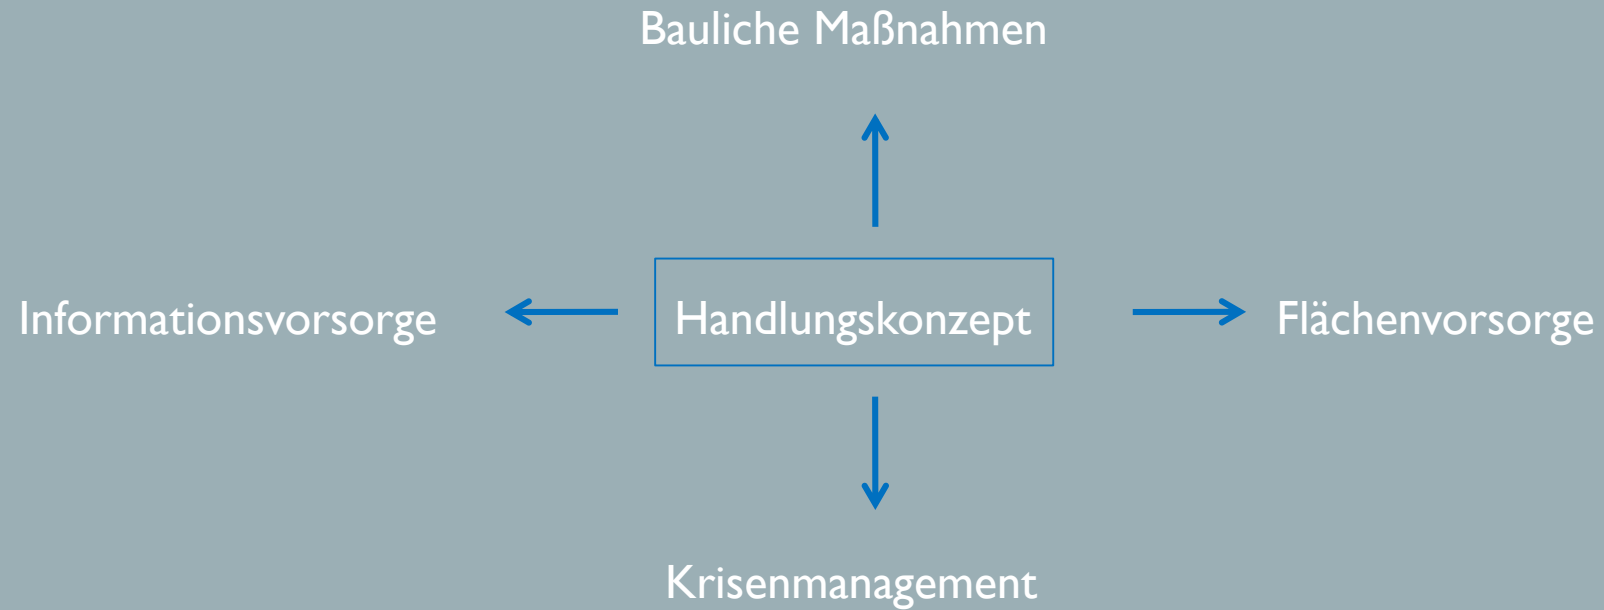 Bauliche Maßnahmen
Informationsvorsorge
Handlungskonzept
Flächenvorsorge
Krisenmanagement